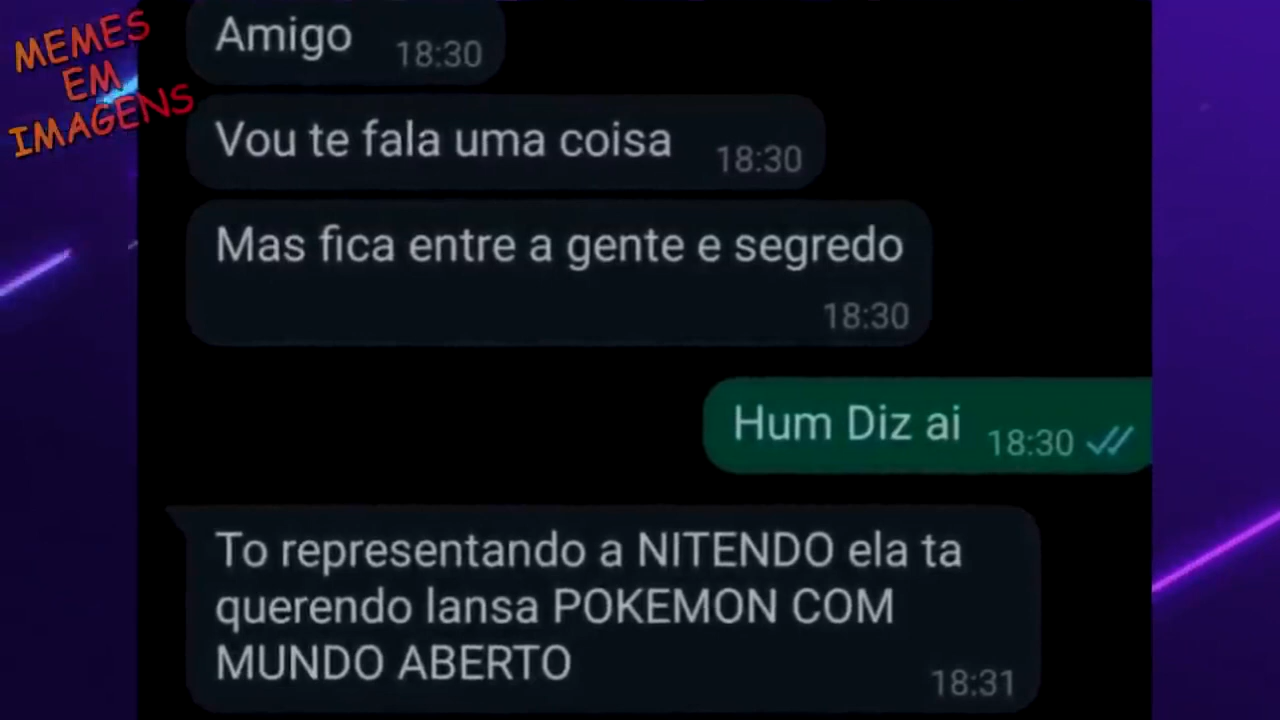 MEMES
EM
IMAGENS
Amigo 18:30
Vou te fala uma coisa 18:30
Mas fica entre a gente e segredo
18:30
Hum Diz ai 18:30
To representando a NITENDO ela ta
querendo lansa POKEMON COM
MUNDO ABERTO
18:31